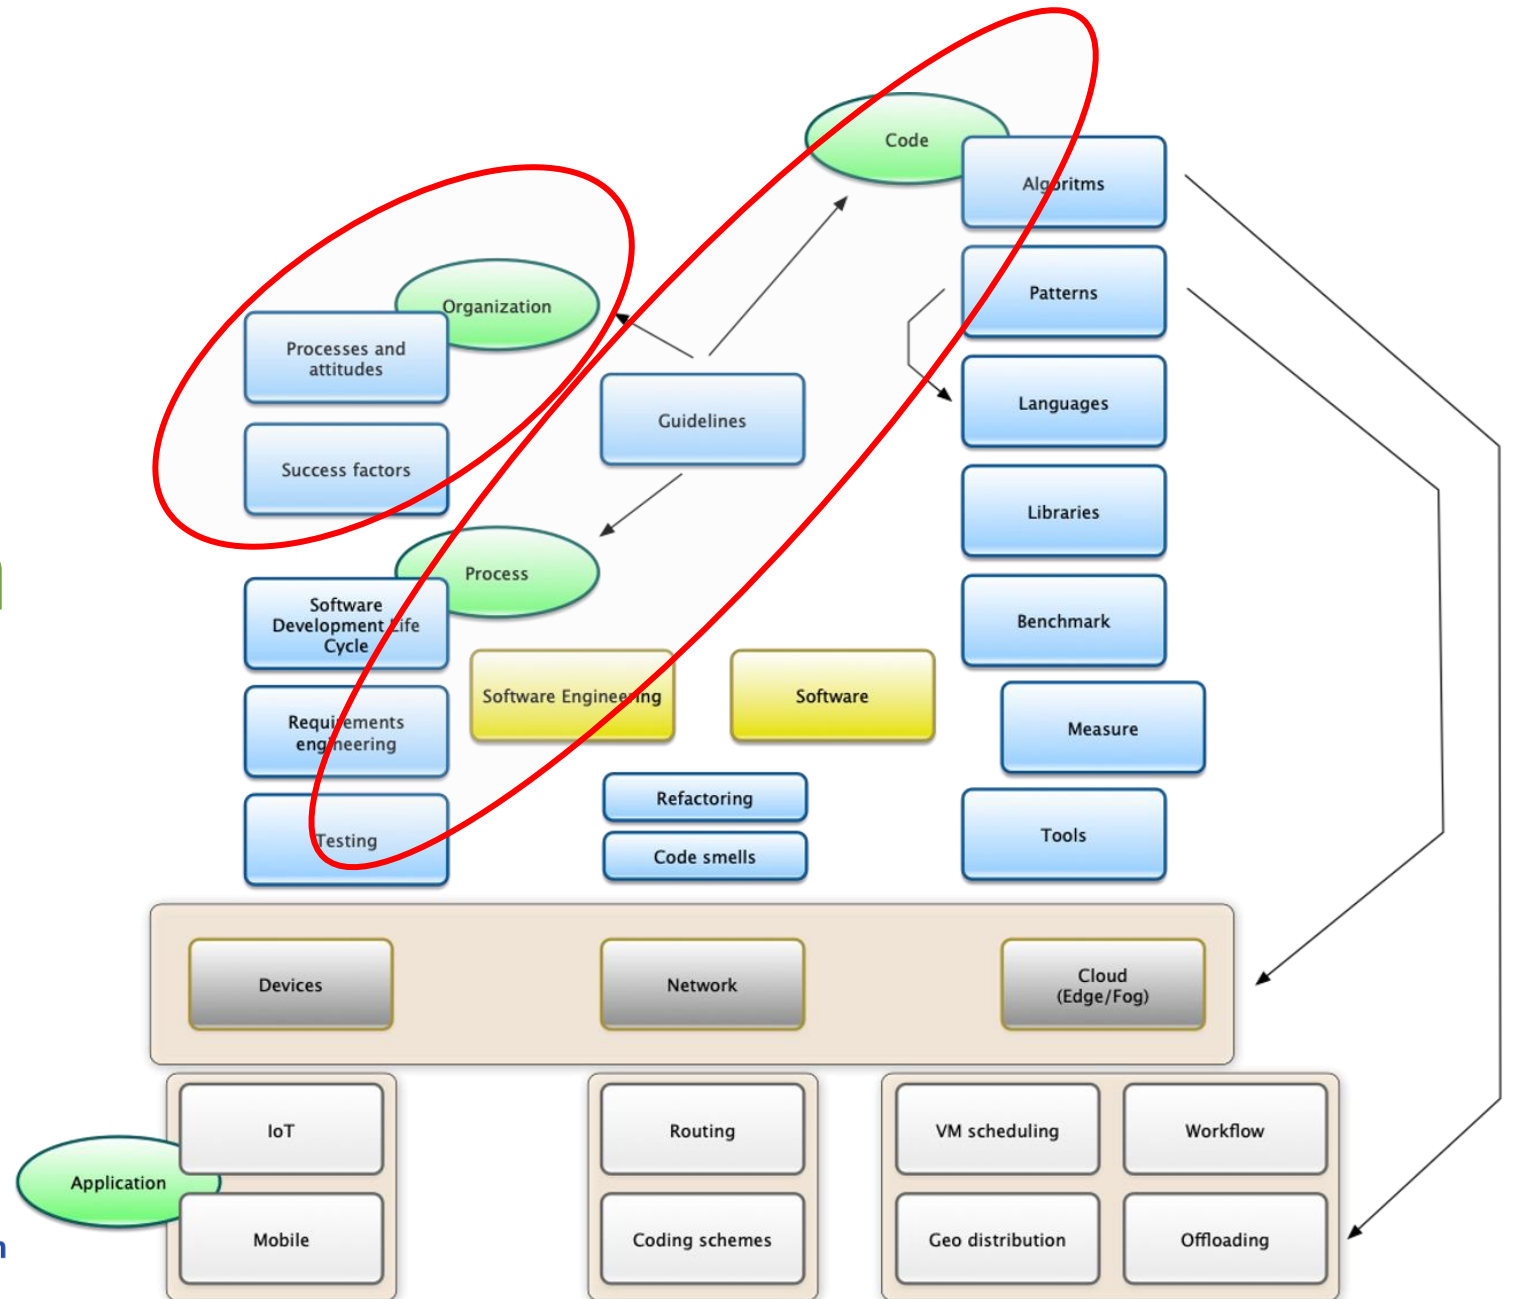 Code
Algoritms
Organization
Patterns
Processes and
attitudes
Languages
Guidelines
Success factors
Libraries
Process
Software
Development Life
Cycle
Benchmark
Software Engineering
Software
Requirements
engineering
Measure
Refactoring
Tools
Testing
Code smells
Devices
Network
Cloud
(Edge/Fog)
IoT
Routing
VM scheduling
Workflow
Application
Mobile
Coding schemes
Geo distribution
Offloading